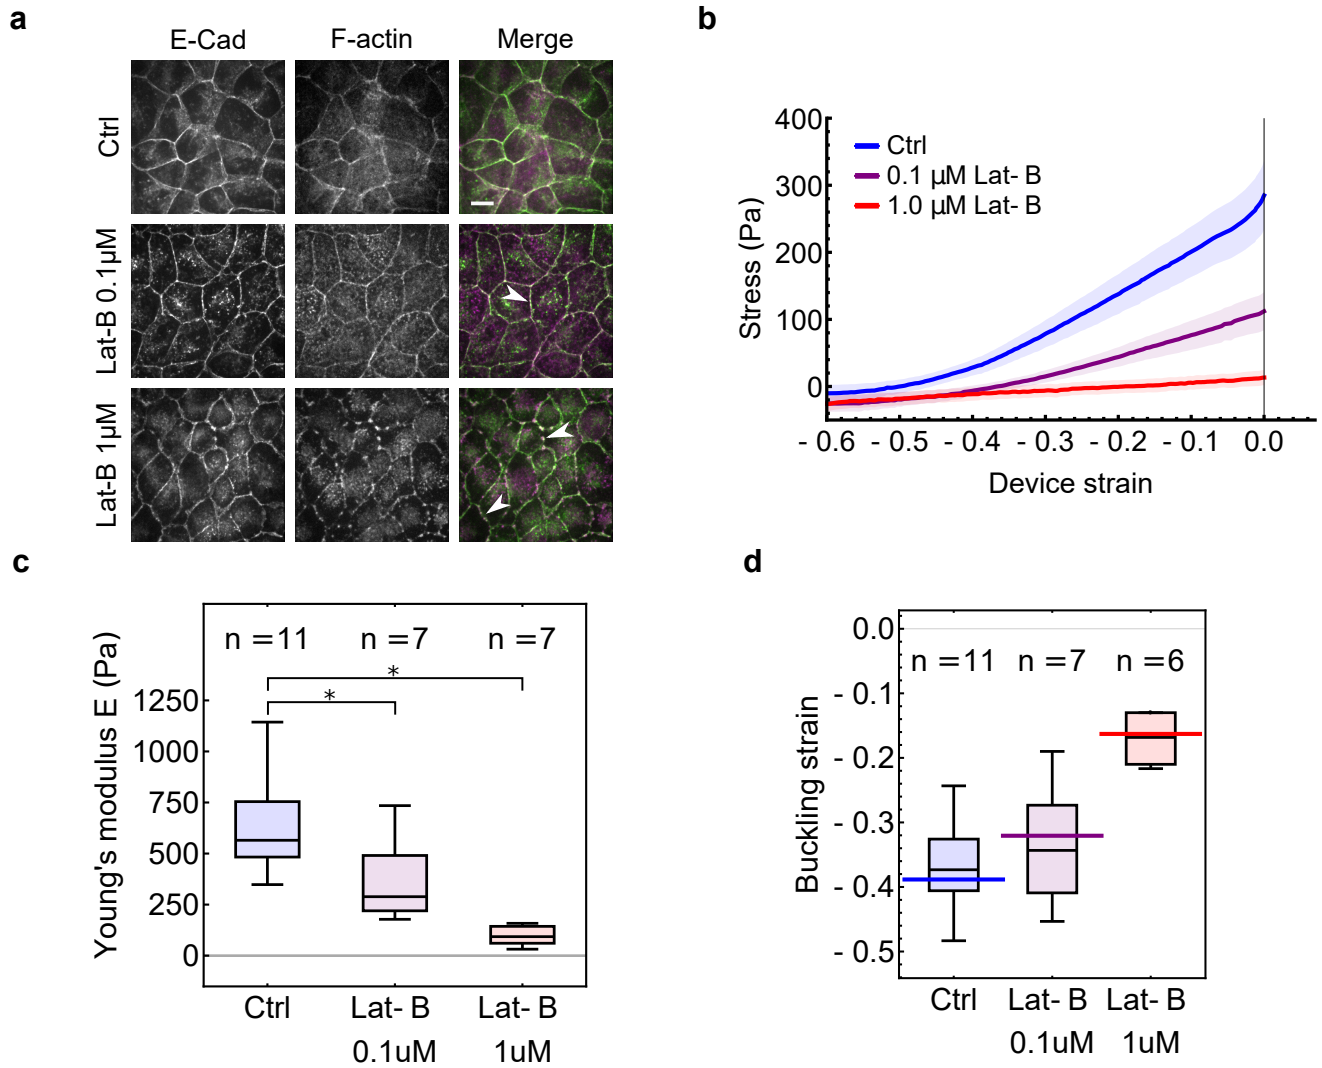 a
E-Cad F-actin Merge
Ctrl
Lat-B 0.1µM
Lat-B 1µM
b
400
300
200
100
0
Stress (Pa)
Ctrl
0.1 µM Lat- B
1.0 µM Lat- B
- 0.6 - 0.5 - 0.4 - 0.3 - 0.2 - 0.1 0.0
Device strain
c
n =11 n =7 n =7
*
*
Young's modulus E (Pa)
1250
1000
750
500
250
0
Ctrl Lat- B Lat- B
0.1uM 1uM
d
0.0
- 0.1
- 0.2
- 0.3
- 0.4
- 0.5
Buckling strain
n =11 n =7 n =6
Ctrl Lat- B Lat- B
0.1uM 1uM